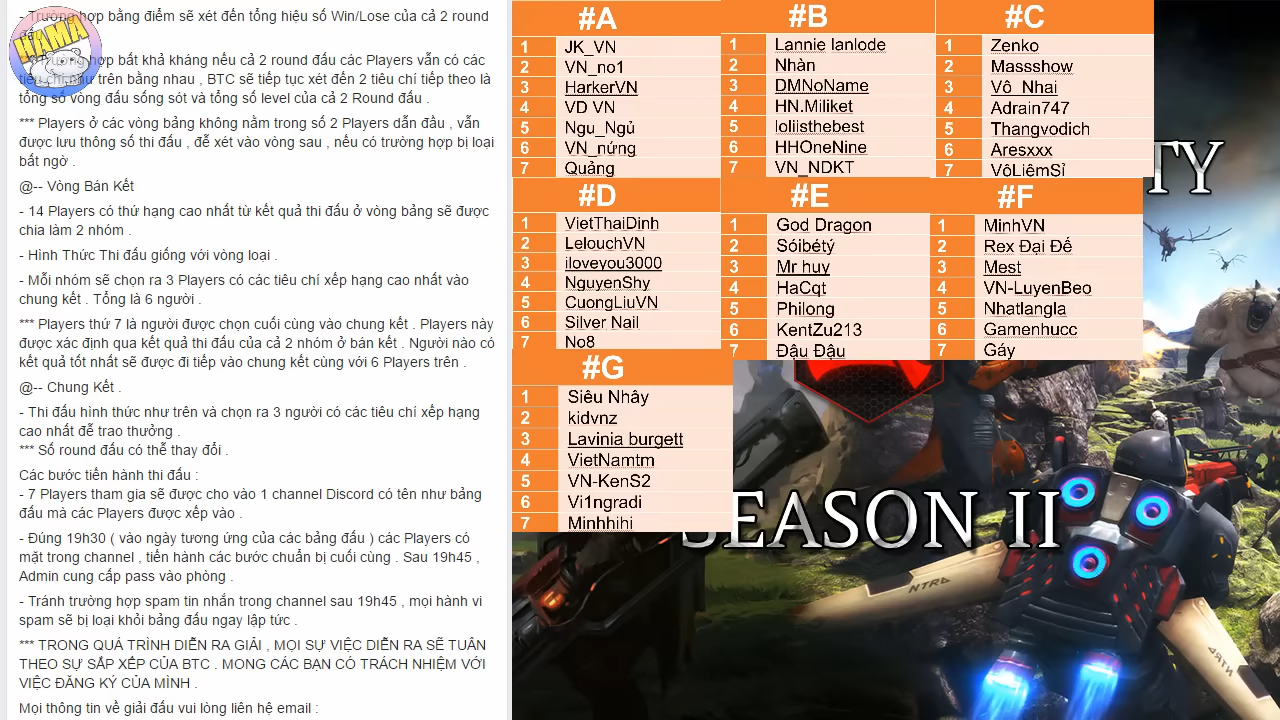 - Trường hợp bằng điểm sẽ xét đến tổng hiệu số Win/Lose của cả 2 round
HAMA
hợp bất khả kháng nếu cả 2 round đấu các Players vẫn có các
trên bằng nhau , BTC sẽ tiếp tục xét đến 2 tiêu chí tiếp theo là
tổng số vòng đấu sống sót và tổng số level của cả 2 Round đấu .
*** Players ở các vòng bảng không nằm trong số 2 Players dẫn đầu , vẫn
được lưu thông số thi đấu , để xét vào vòng sau , nếu có trường hợp bị loại
bất ngờ .
@-- Vòng Bán Kết
- 14 Players có thứ hạng cao nhất từ kết quả thi đấu ở vòng bảng sẽ được
chia làm 2 nhóm .
- Hình Thức Thi đấu giống với vòng loại .
- Mỗi nhóm sẽ chọn ra 3 Players có các tiêu chí xếp hạng cao nhất vào
chung kết . Tổng là 6 người .
*** Players thứ 7 là người được chọn cuối cùng vào chung kết . Players này
được xác định qua kết quả thi đấu của cả 2 nhóm ở bán kết . Người nào có
kết quả tốt nhất sẽ được đi tiếp vào chung kết cùng với 6 Players trên .
@-- Chung Kết .
- Thi đấu hình thức như trên và chọn ra 3 người có các tiêu chí xếp hạng
cao nhất để trao thưởng .
*** Số round đấu có thể thay đổi .
Các bước tiến hành thi đấu :
- 7 Players tham gia sẽ được cho vào 1 channel Discord có tên như bảng
đấu mà các Players được xếp vào .
- Đúng 19h30 ( vào ngày tương ứng của các bảng đấu ) các Players có
mặt trong channel , tiến hành các bước chuẩn bị cuối cùng . Sau 19h45 ,
Admin cung cấp pass vào phòng .
- Tránh trường hợp spam tin nhắn trong channel sau 19h45 , mọi hành vi
spam sẽ bị loại khỏi bảng đấu ngay lập tức .
*** TRONG QUÁ TRÌNH DIỄN RA GIẢI , MỌI SỰ VIỆC DIỄN RA SẼ TUÂN
THEO SỰ SẮP XẾP CỦA BTC . MONG CÁC BẠN CÓ TRÁCH NHIỆM VỚI
VIỆC ĐĂNG KÝ CỦA MÌNH .
Mọi thông tin về giải đấu vui lòng liên hệ email :
#A
1 JK_VN
2 VN_no1
3 HarkerVN
4 VD VN
5 Ngu_Ngủ
6 VN_nứng
7 Quảng
#B
1 Lannie lanlode
2 Nhàn
3 DMNoName
4 HN.Miliket
5 loliisthebest
6 HHOneNine
7 VN_NDKT
#C
1 Zenko
2 Massshow
3 Vô_Nhai
4 Adrain747
5 Thangvodich
6 Aresxxx
7 VôLiêmSỉ
#D
1 VietThaiDinh
2 LelouchVN
3 iloveyou3000
4 NguyenShy
5 CuongLiuVN
6 Silver Nail
7 No8
#E
1 God Dragon
2 Sóibétý
3 Mr huy
4 HaCqt
5 Philong
6 KentZu213
7 Đậu Đậu
#F
1 MinhVN
2 Rex Đại Đế
3 Mest
4 VN-LuyenBeo
5 Nhatlangla
6 Gamenhucc
7 Gáy
#G
1 Siêu Nhây
2 kidvnz
3 Lavinia burgett
4 VietNamtm
5 VN-KenS2
6 Vi1ngradi
7 Minhhihi
TY
SEASON II
NTRA
NTRA